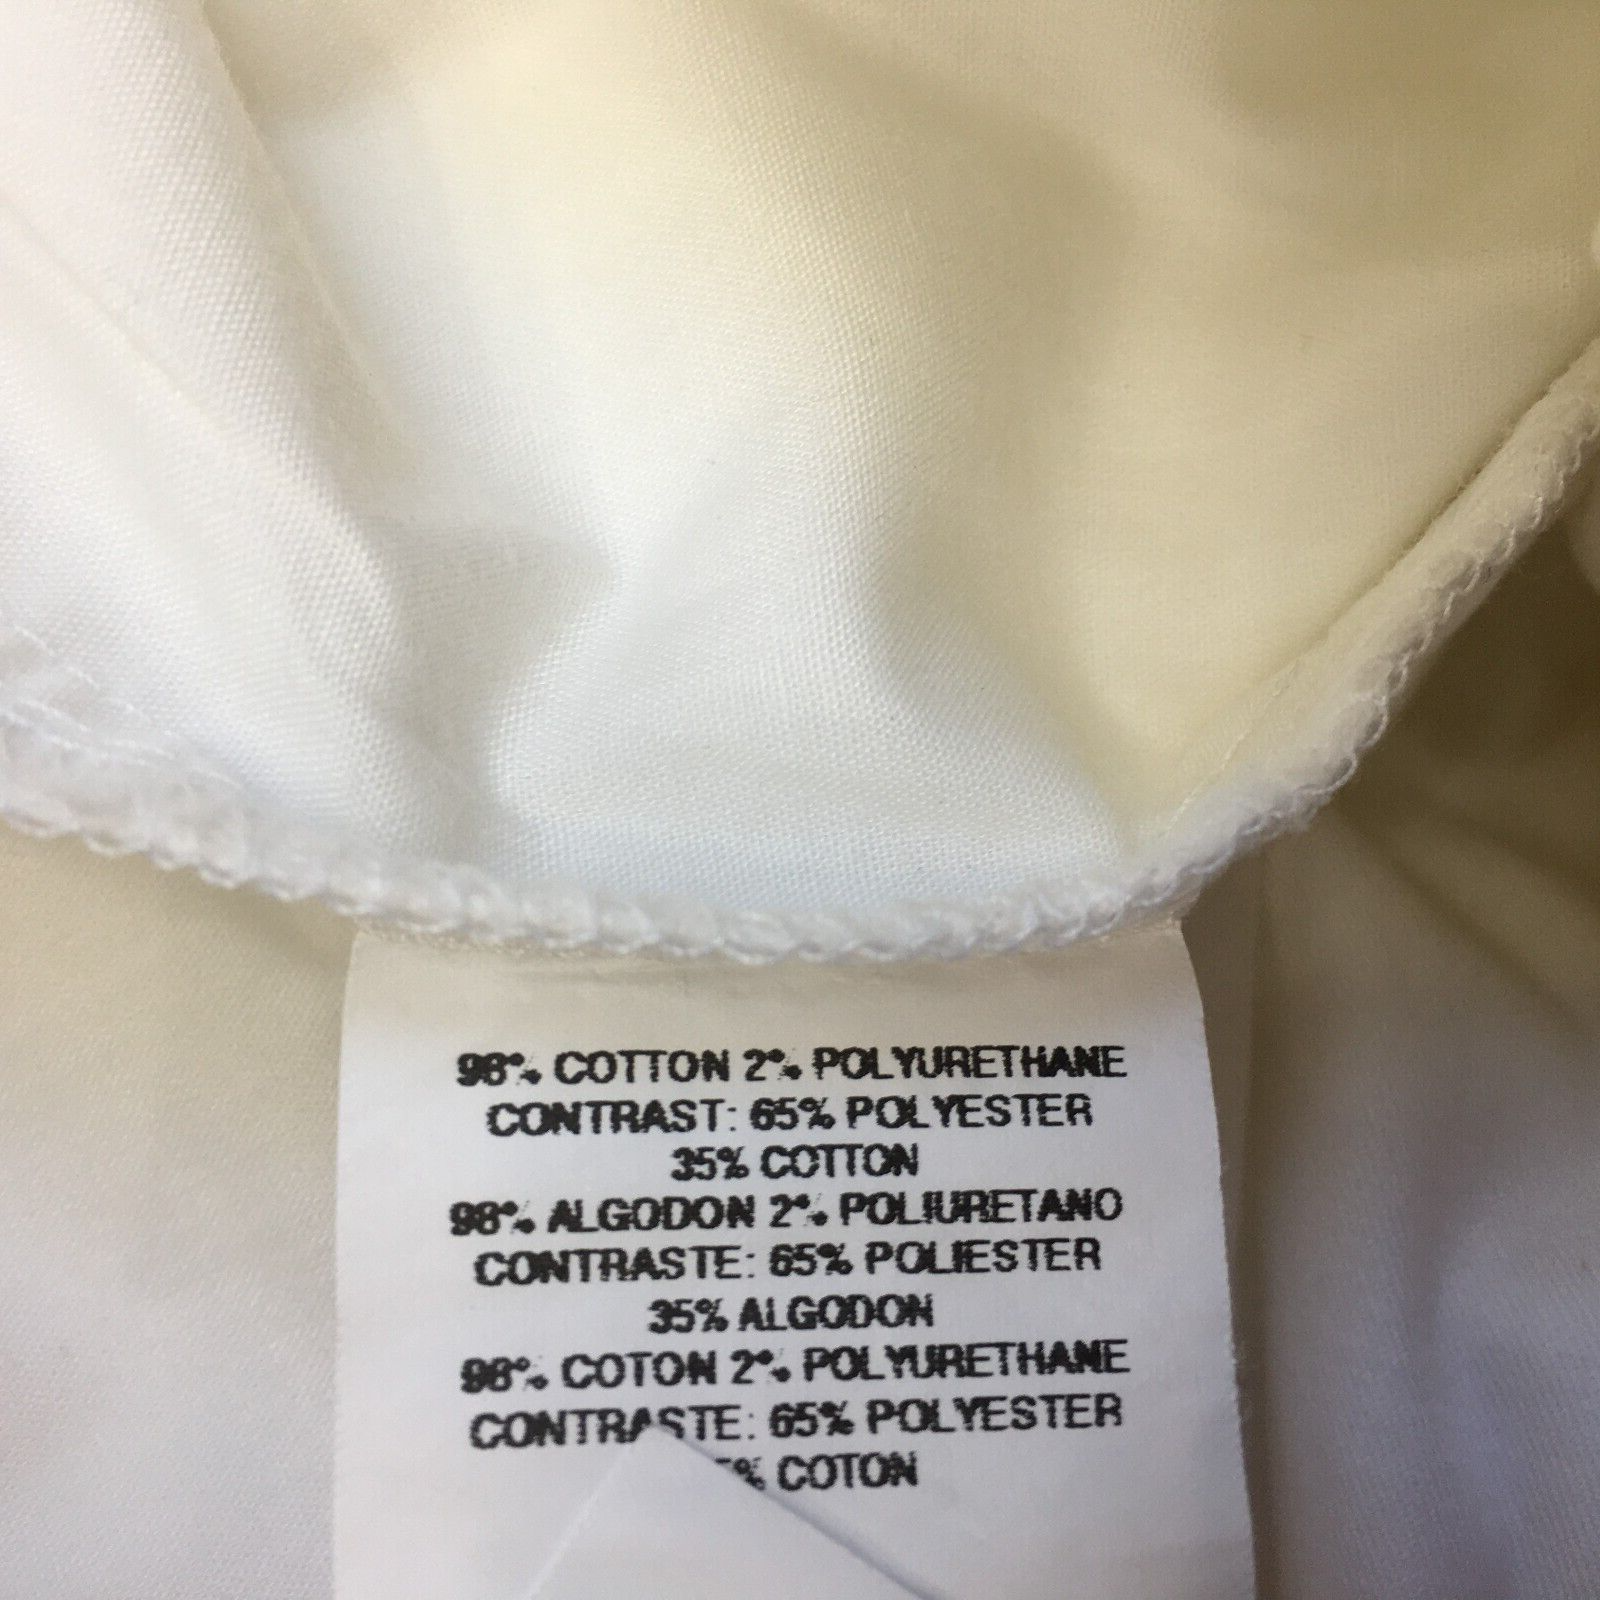 98% COTTON 2% POLYURETHANE
CONTRAST: 65% POLYESTER
35% COTTON
98% ALGODON 2% POLIURETANO
CONTRASTE: 65% POLIESTER
35% ALGODON
98% COTON 2% POLYURETHANE
CONTRASTE: 65% POLYESTER
COTON